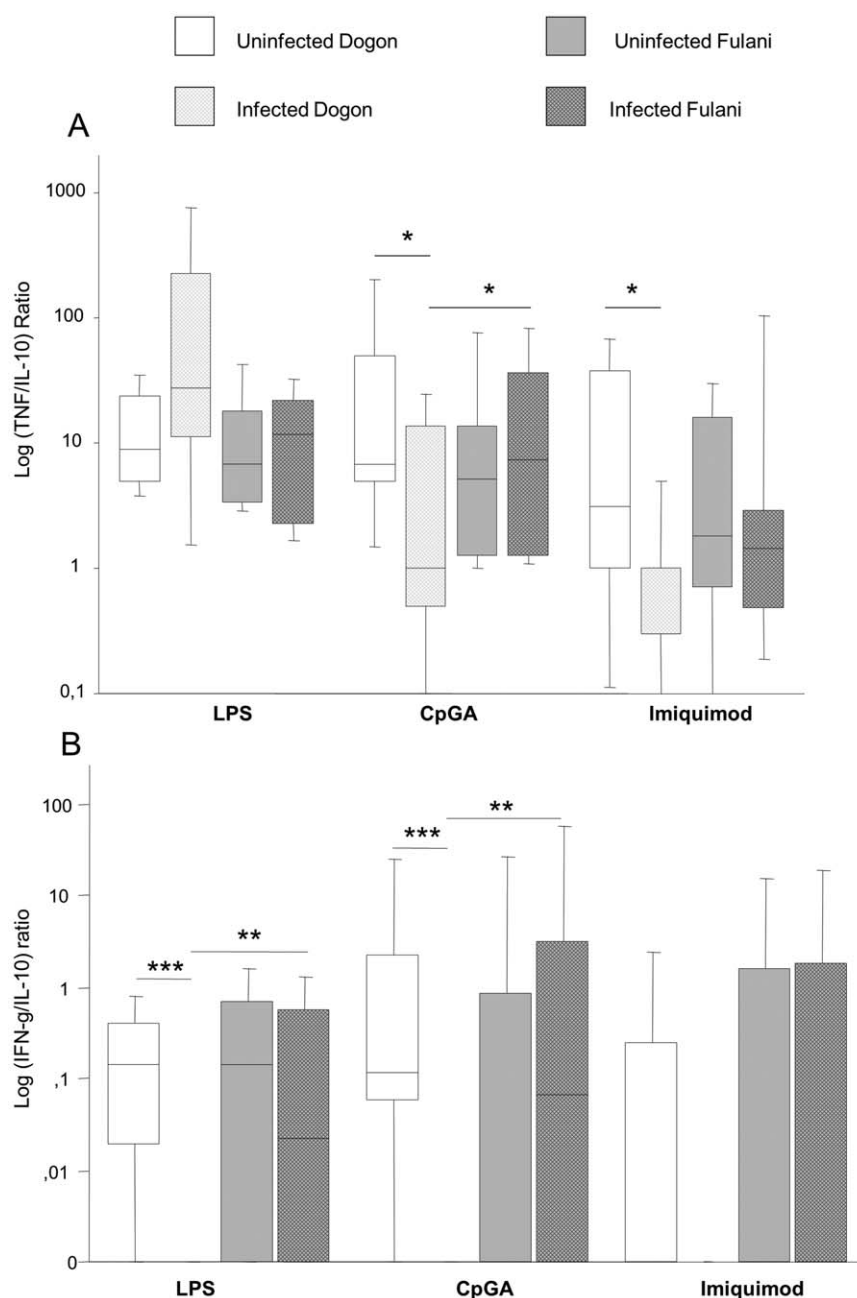 Uninfected Dogon
Uninfected Fulani
Infected Dogon
Infected Fulani
A
Log (TNF/IL-10) Ratio
1000
100
10
1
0,1
*
*
*
LPS
CpGA
Imiquimod
B
Log (IFN-g/IL-10) ratio
100
10
1
,1
,01
0
***
**
***
**
LPS
CpGA
Imiquimod